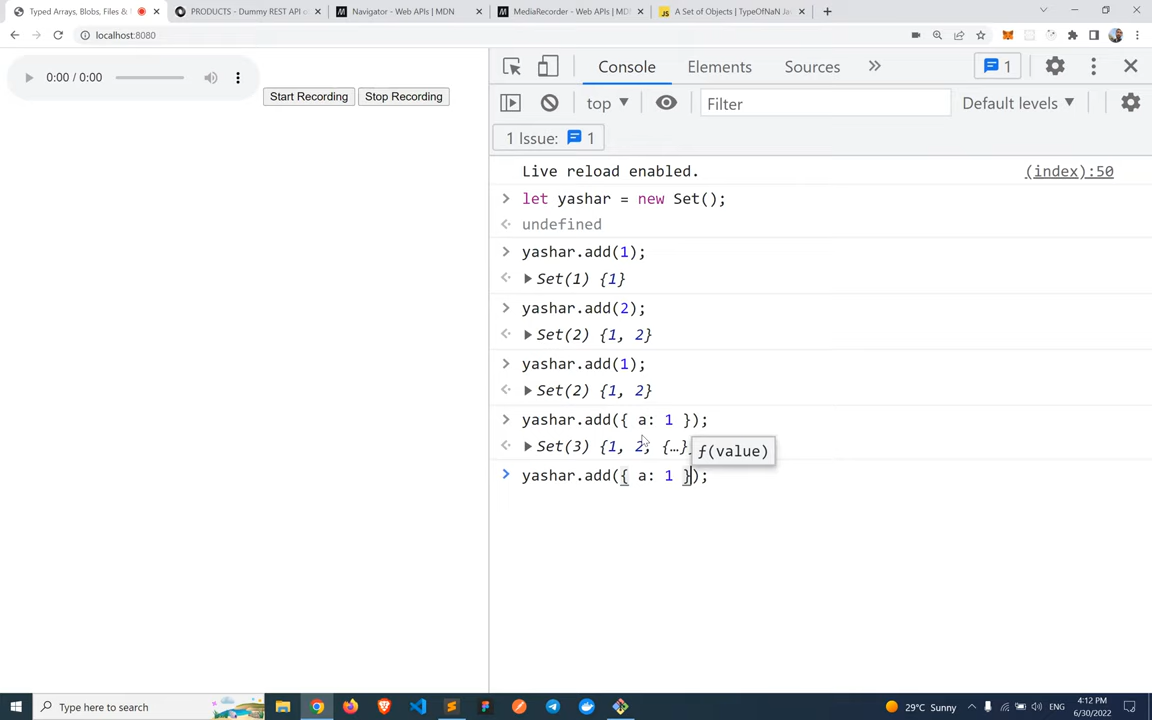 Typed Arrays, Blobs, Files &
PRODUCTS - Dummy REST API
Navigator - Web APIs | MDN
MediaRecorder - Web APIs | MD
A Set of Objects | TypeOfNaN Ja
localhost:8080
0:00 / 0:00
Start Recording
Stop Recording
Console
Elements
Sources
1
top
Filter
Default levels
1 Issue: 1
Live reload enabled.
(index):50
let yashar = new Set();
undefined
yashar.add(1);
Set(1) {1}
yashar.add(2);
Set(2) {1, 2}
yashar.add(1);
Set(2) {1, 2}
yashar.add({ a: 1 });
Set(3) {1, 2, {…}
ƒ(value)
yashar.add({ a: 1 });
Type here to search
29°C Sunny
ENG
4:12 PM
6/30/2022